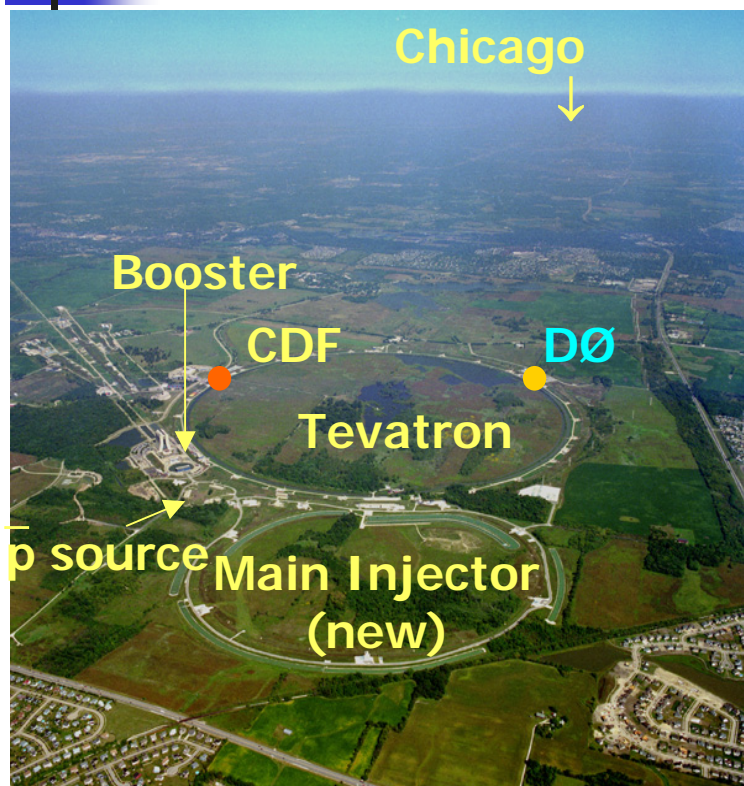 Chicago
Booster
CDF
DØ
Tevatron
p̅ source
Main Injector
(new)